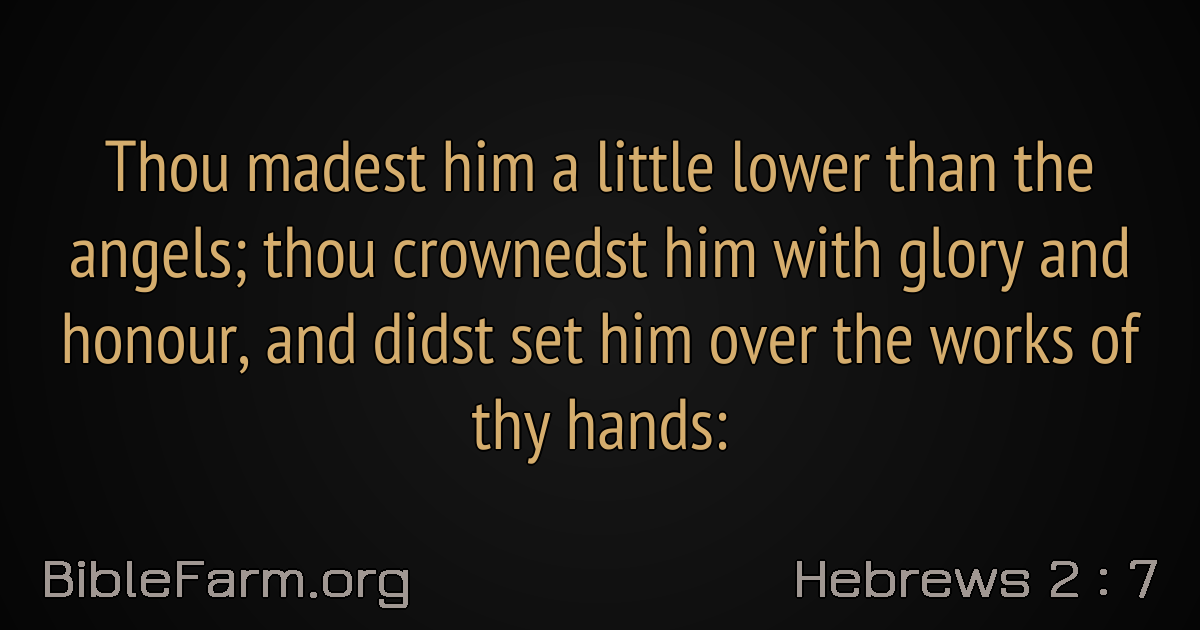 Thou madest him a little lower than the
angels; thou crownedst him with glory and
honour, and didst set him over the works of
thy hands:
BibleFarm.org
Hebrews 2 : 7